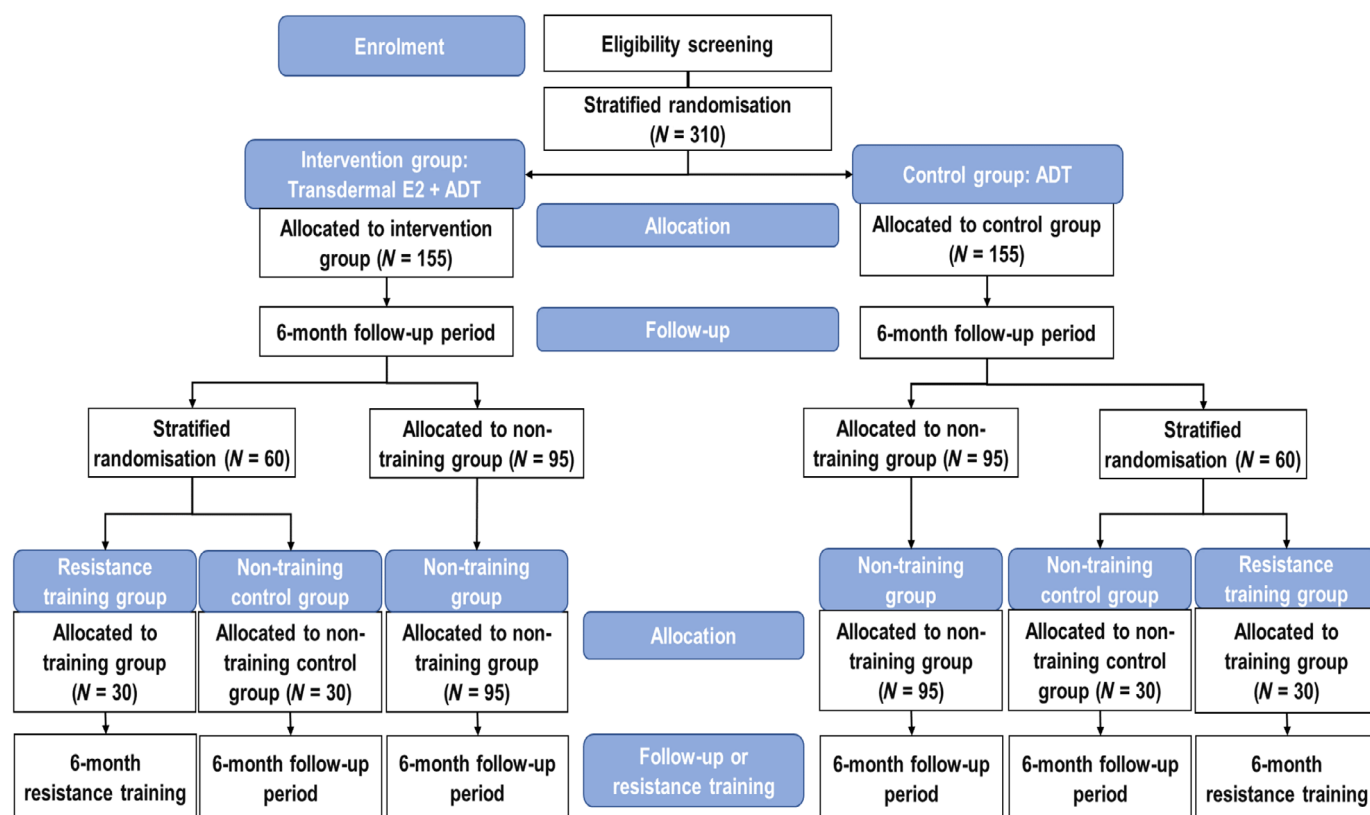 Enrolment
Eligibility screening
Stratified randomisation
(N = 310)
Intervention group:
Transdermal E2 + ADT
Control group: ADT
Allocated to intervention
group (N = 155)
Allocation
Allocated to control group
(N = 155)
6-month follow-up period
Follow-up
6-month follow-up period
Stratified
randomisation (N = 60)
Allocated to non-
training group (N = 95)
Allocated to non-
training group (N = 95)
Stratified
randomisation (N = 60)
Resistance
training group
Non-training
control group
Non-training
group
Non-training
group
Non-training
control group
Resistance
training group
Allocated to
training group
(N = 30)
Allocated to non-
training control
group (N = 30)
Allocated to non-
training group
(N = 95)
Allocation
Allocated to non-
training group
(N = 95)
Allocated to non-
training control
group (N = 30)
Allocated to
training group
(N = 30)
6-month
resistance training
6-month follow-up
period
6-month follow-up
period
Follow-up or
resistance training
6-month follow-up
period
6-month follow-up
period
6-month
resistance training